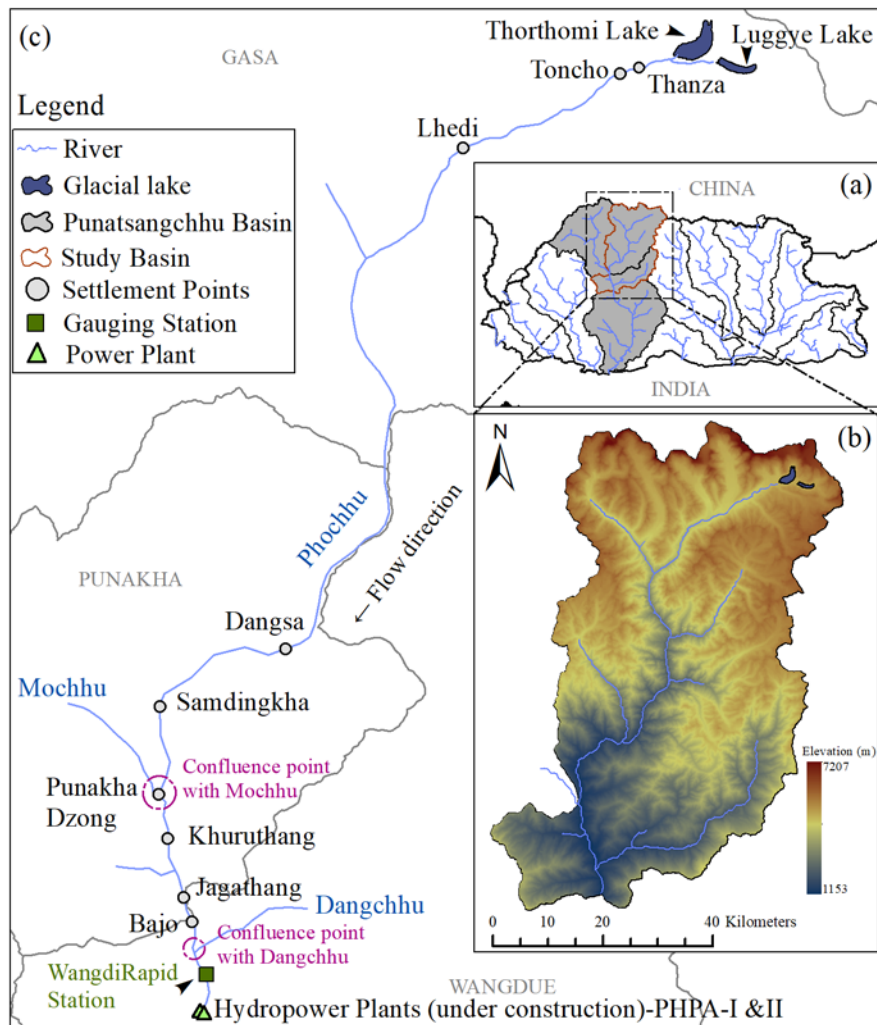 (c)
GASA
Thorthomi Lake
Luggye Lake
Toncho
Thanza
Lhedi
Legend
River
Glacial lake
Punatsangchhu Basin
Study Basin
Settlement Points
Gauging Station
Power Plant
(a)
CHINA
INDIA
(b)
N
Elevation (m)
7207
1153
0 10 20 40 Kilometers
Phochhu
← Flow direction
PUNAKHA
Dangsa
Mochhu
Samdingkha
Confluence point
with Mochhu
Punakha
Dzong
Khuruthang
Jagathang
Bajo
Dangchhu
Confluence point
with Dangchhu
WangdiRapid
Station
WANGDUE
Hydropower Plants (under construction)-PHPA-I &II